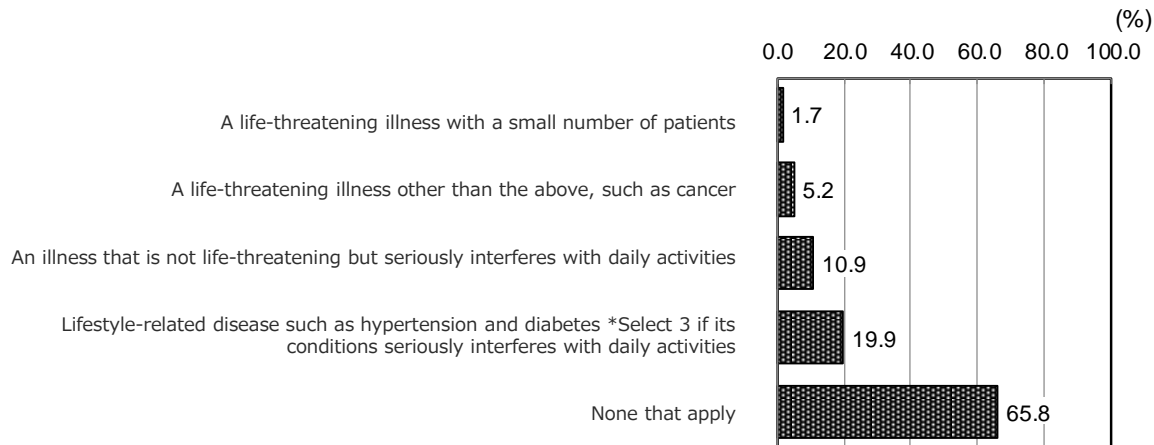 (%)
0.0 20.0 40.0 60.0 80.0 100.0
A life-threatening illness with a small number of patients
1.7
A life-threatening illness other than the above, such as cancer
5.2
An illness that is not life-threatening but seriously interferes with daily activities
10.9
Lifestyle-related disease such as hypertension and diabetes *Select 3 if its
conditions seriously interferes with daily activities
19.9
None that apply
65.8